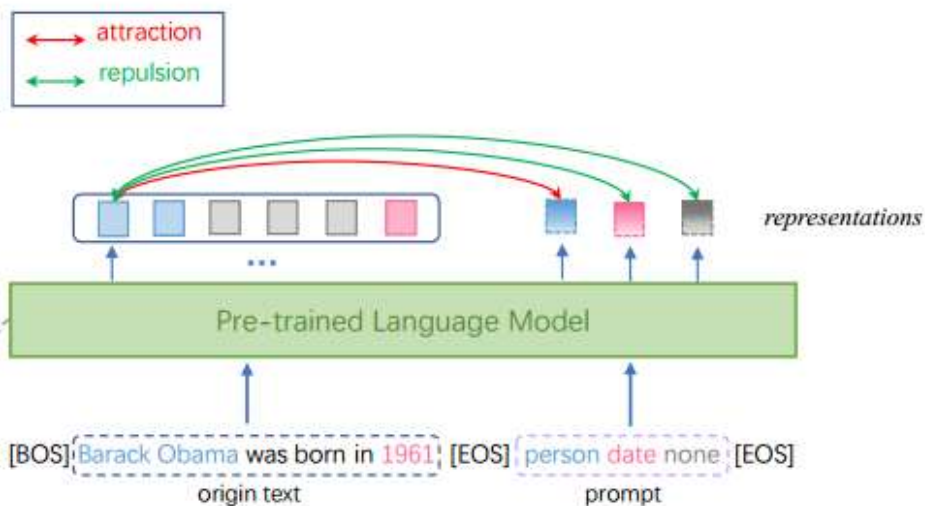 attraction
repulsion
representations
...
Pre-trained Language Model
[BOS] Barack Obama was born in 1961 [EOS] person date none [EOS]
origin text prompt